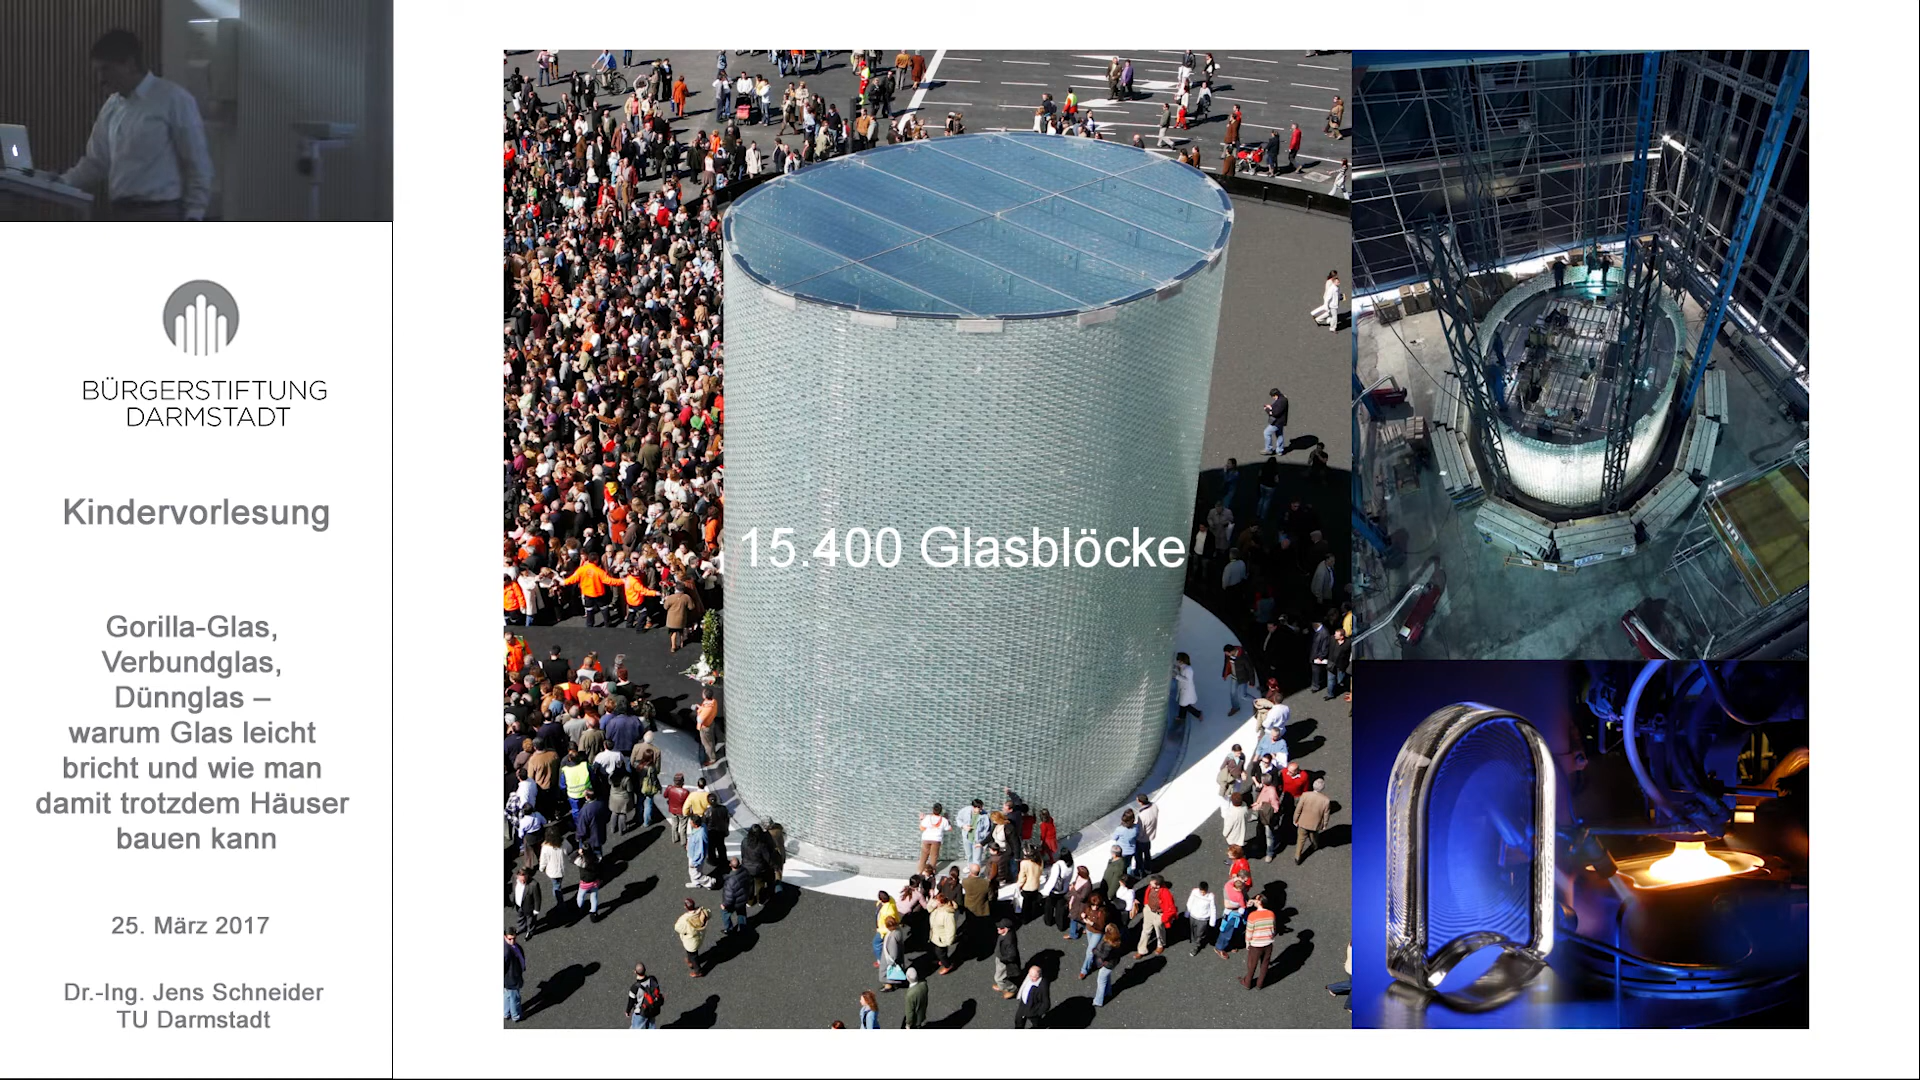 BÜRGERSTIFTUNG
DARMSTADT
Kindervorlesung
Gorilla-Glas,
Verbundglas,
Dünnglas –
warum Glas leicht
bricht und wie man
damit trotzdem Häuser
bauen kann
25. März 2017
Dr.-Ing. Jens Schneider
TU Darmstadt
15.400 Glasblöcke